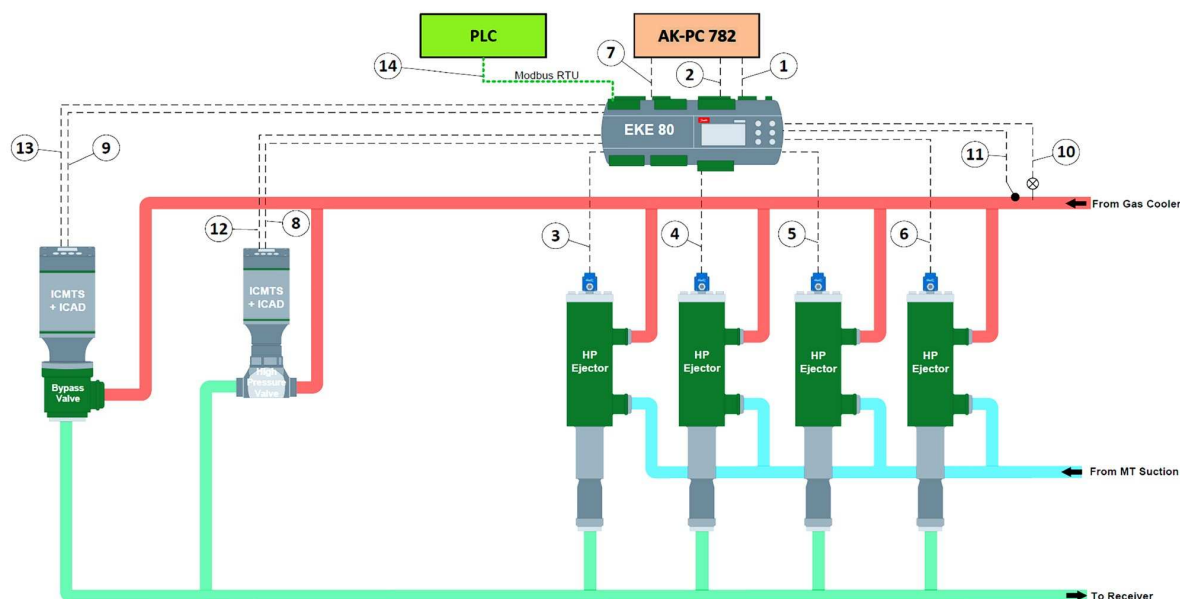 PLC
AK-PC 782
14
Modbus RTU
7
2
1
EKE 80
13
9
12
8
11
10
From Gas Cooler
3
4
5
6
ICMTS
+ ICAD
ICMTS
+ ICAD
Bypass
Valve
High
Pressure
Valve
HP
Ejector
HP
Ejector
HP
Ejector
HP
Ejector
From MT Suction
To Receiver